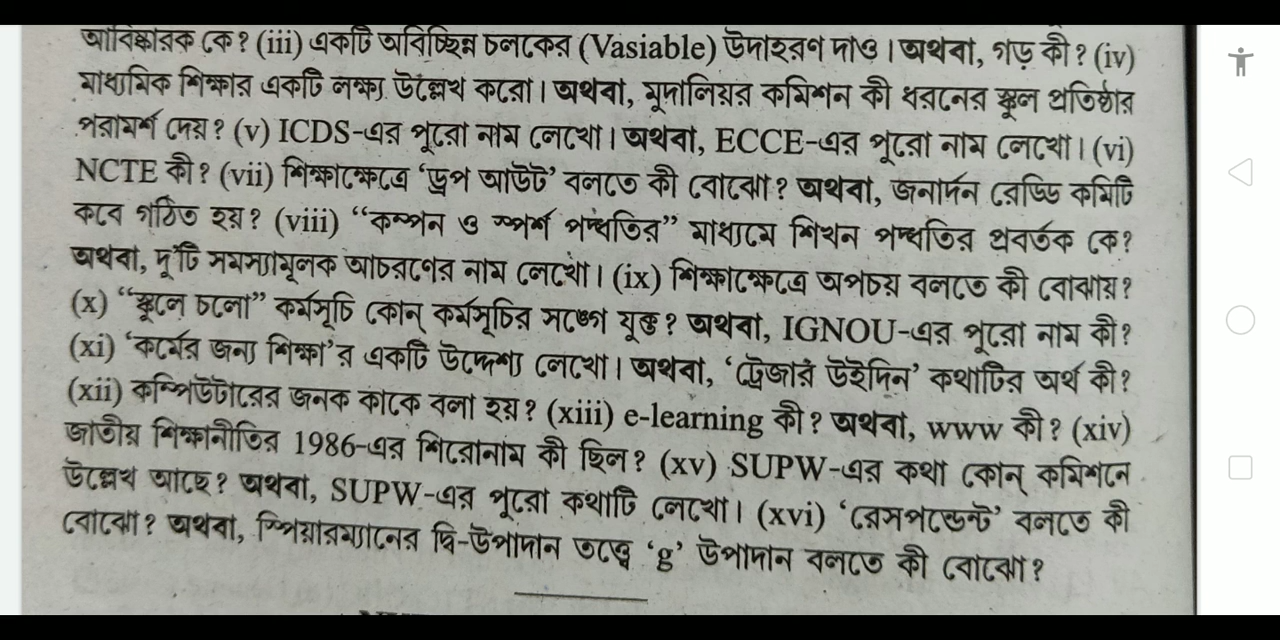 আবিষ্কারক কে? (iii) একটি অবিচ্ছিন্ন চলকের (Vasiable) উদাহরণ দাও। অথবা, গড় কী? (iv)
মাধ্যমিক শিক্ষার একটি লক্ষ্য উল্লেখ করো। অথবা, মুদালিয়র কমিশন কী ধরনের স্কুল প্রতিষ্ঠার
পরামর্শ দেয়? (v) ICDS-এর পুরো নাম লেখো। অথবা, ECCE-এর পুরো নাম লেখো। (vi)
NCTE কী? (vii) শিক্ষাক্ষেত্রে ‘ড্রপ আউট’ বলতে কী বোঝো? অথবা, জনার্দন রেড্ডি কমিটি
কবে গঠিত হয়? (viii) “কম্পন ও স্পর্শ পদ্ধতির” মাধ্যমে শিখন পদ্ধতির প্রবর্তক কে?
অথবা, দু'টি সমস্যামূলক আচরণের নাম লেখো। (ix) শিক্ষাক্ষেত্রে অপচয় বলতে কী বোঝায়?
(x) “স্কুলে চলো” কর্মসূচি কোন্ কর্মসূচির সঙ্গে যুক্ত? অথবা, IGNOU-এর পুরো নাম কী?
(xi) ‘কর্মের জন্য শিক্ষা’র একটি উদ্দেশ্য লেখো। অথবা, ‘ট্রেজার উইদিন’ কথাটির অর্থ কী?
(xii) কম্পিউটারের জনক কাকে বলা হয়? (xiii) e-learning কী? অথবা, www কী? (xiv)
জাতীয় শিক্ষানীতির 1986-এর শিরোনাম কী ছিল? (xv) SUPW-এর কথা কোন্ কমিশনে
উল্লেখ আছে? অথবা, SUPW-এর পুরো কথাটি লেখো। (xvi) ‘রেসপন্ডেন্ট’ বলতে কী
বোঝো? অথবা, স্পিয়ারম্যানের দ্বি-উপাদান তত্ত্বে ‘g’ উপাদান বলতে কী বোঝো?